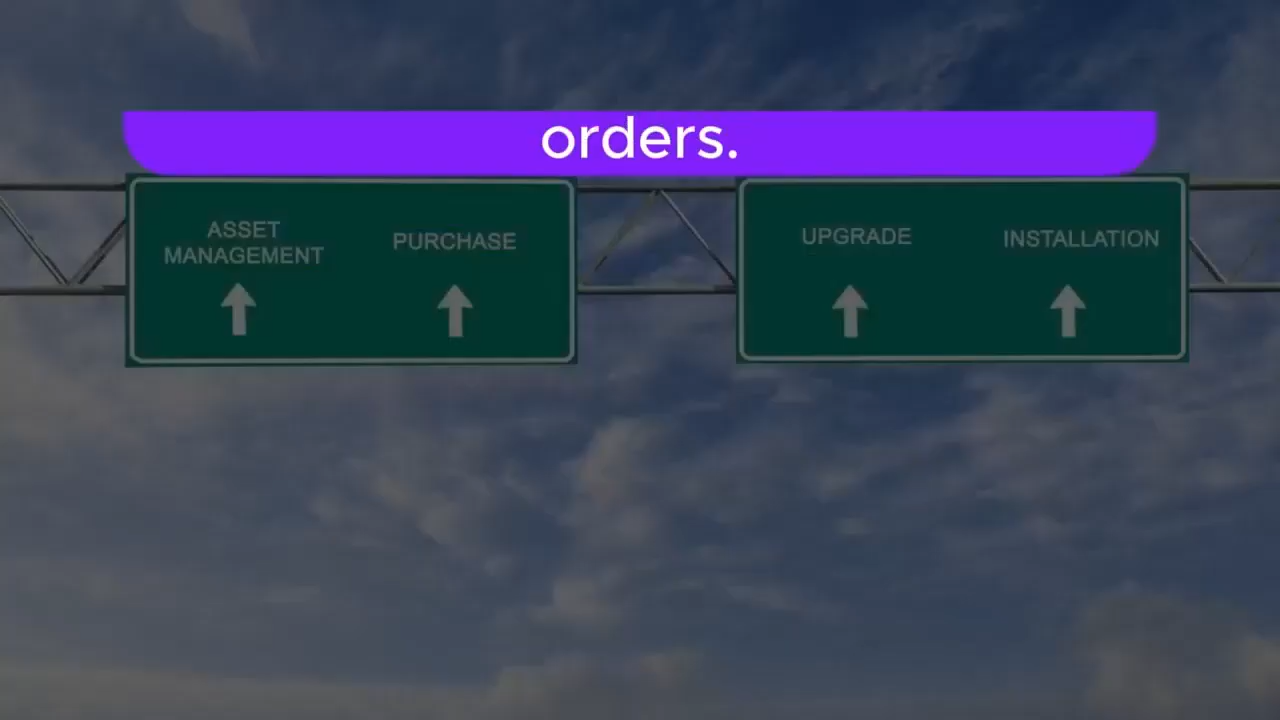 orders.
ASSET
MANAGEMENT
PURCHASE
UPGRADE
INSTALLATION